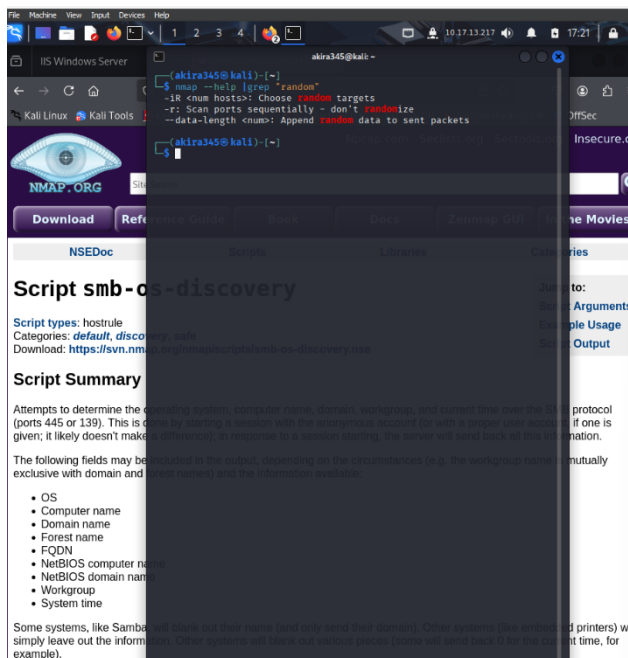 File Machine View Input Devices Help
1 2 3 4 10.17.13.217 17:21
IIS Windows Server
akira345@kali: ~
Kali Linux Kali Tools OffSec
(akira345㉿kali)-[~]
$ nmap --help |grep "random"
-iR <num hosts>: Choose random targets
-r: Scan ports sequentially - don't randomize
--data-length <num>: Append random data to sent packets
(akira345㉿kali)-[~]
$
Insecure.
NMAP.ORG
Download Reference Guide Book Docs Zenmap GUI In the Movies
NSEDoc Scripts Libraries Categories
Script smb-os-discovery
Jump to:
Script Arguments
Example Usage
Script Output
Script types: hostrule
Categories: default, discovery, safe
Download: https://svn.nmap.org/nmap/scripts/smb-os-discovery.nse
Script Summary
Attempts to determine the operating system, computer name, domain, workgroup, and current time over the SMB protocol
(ports 445 or 139). This is done by starting a session with the anonymous account (or with a proper user account, if one is
given; it likely doesn't make a difference); in response to a session starting, the server will send back all this information.
The following fields may be included in the output, depending on the circumstances (e.g. the workgroup name is mutually
exclusive with domain and forest names) and the information available:
• OS
• Computer name
• Domain name
• Forest name
• FQDN
• NetBIOS computer name
• NetBIOS domain name
• Workgroup
• System time
Some systems, like Samba, will blank out their name (and only send their domain). Other systems (like embedded printers) w
simply leave out the information. Other systems will blank out various pieces (some will send back 0 for the current time, for
example).